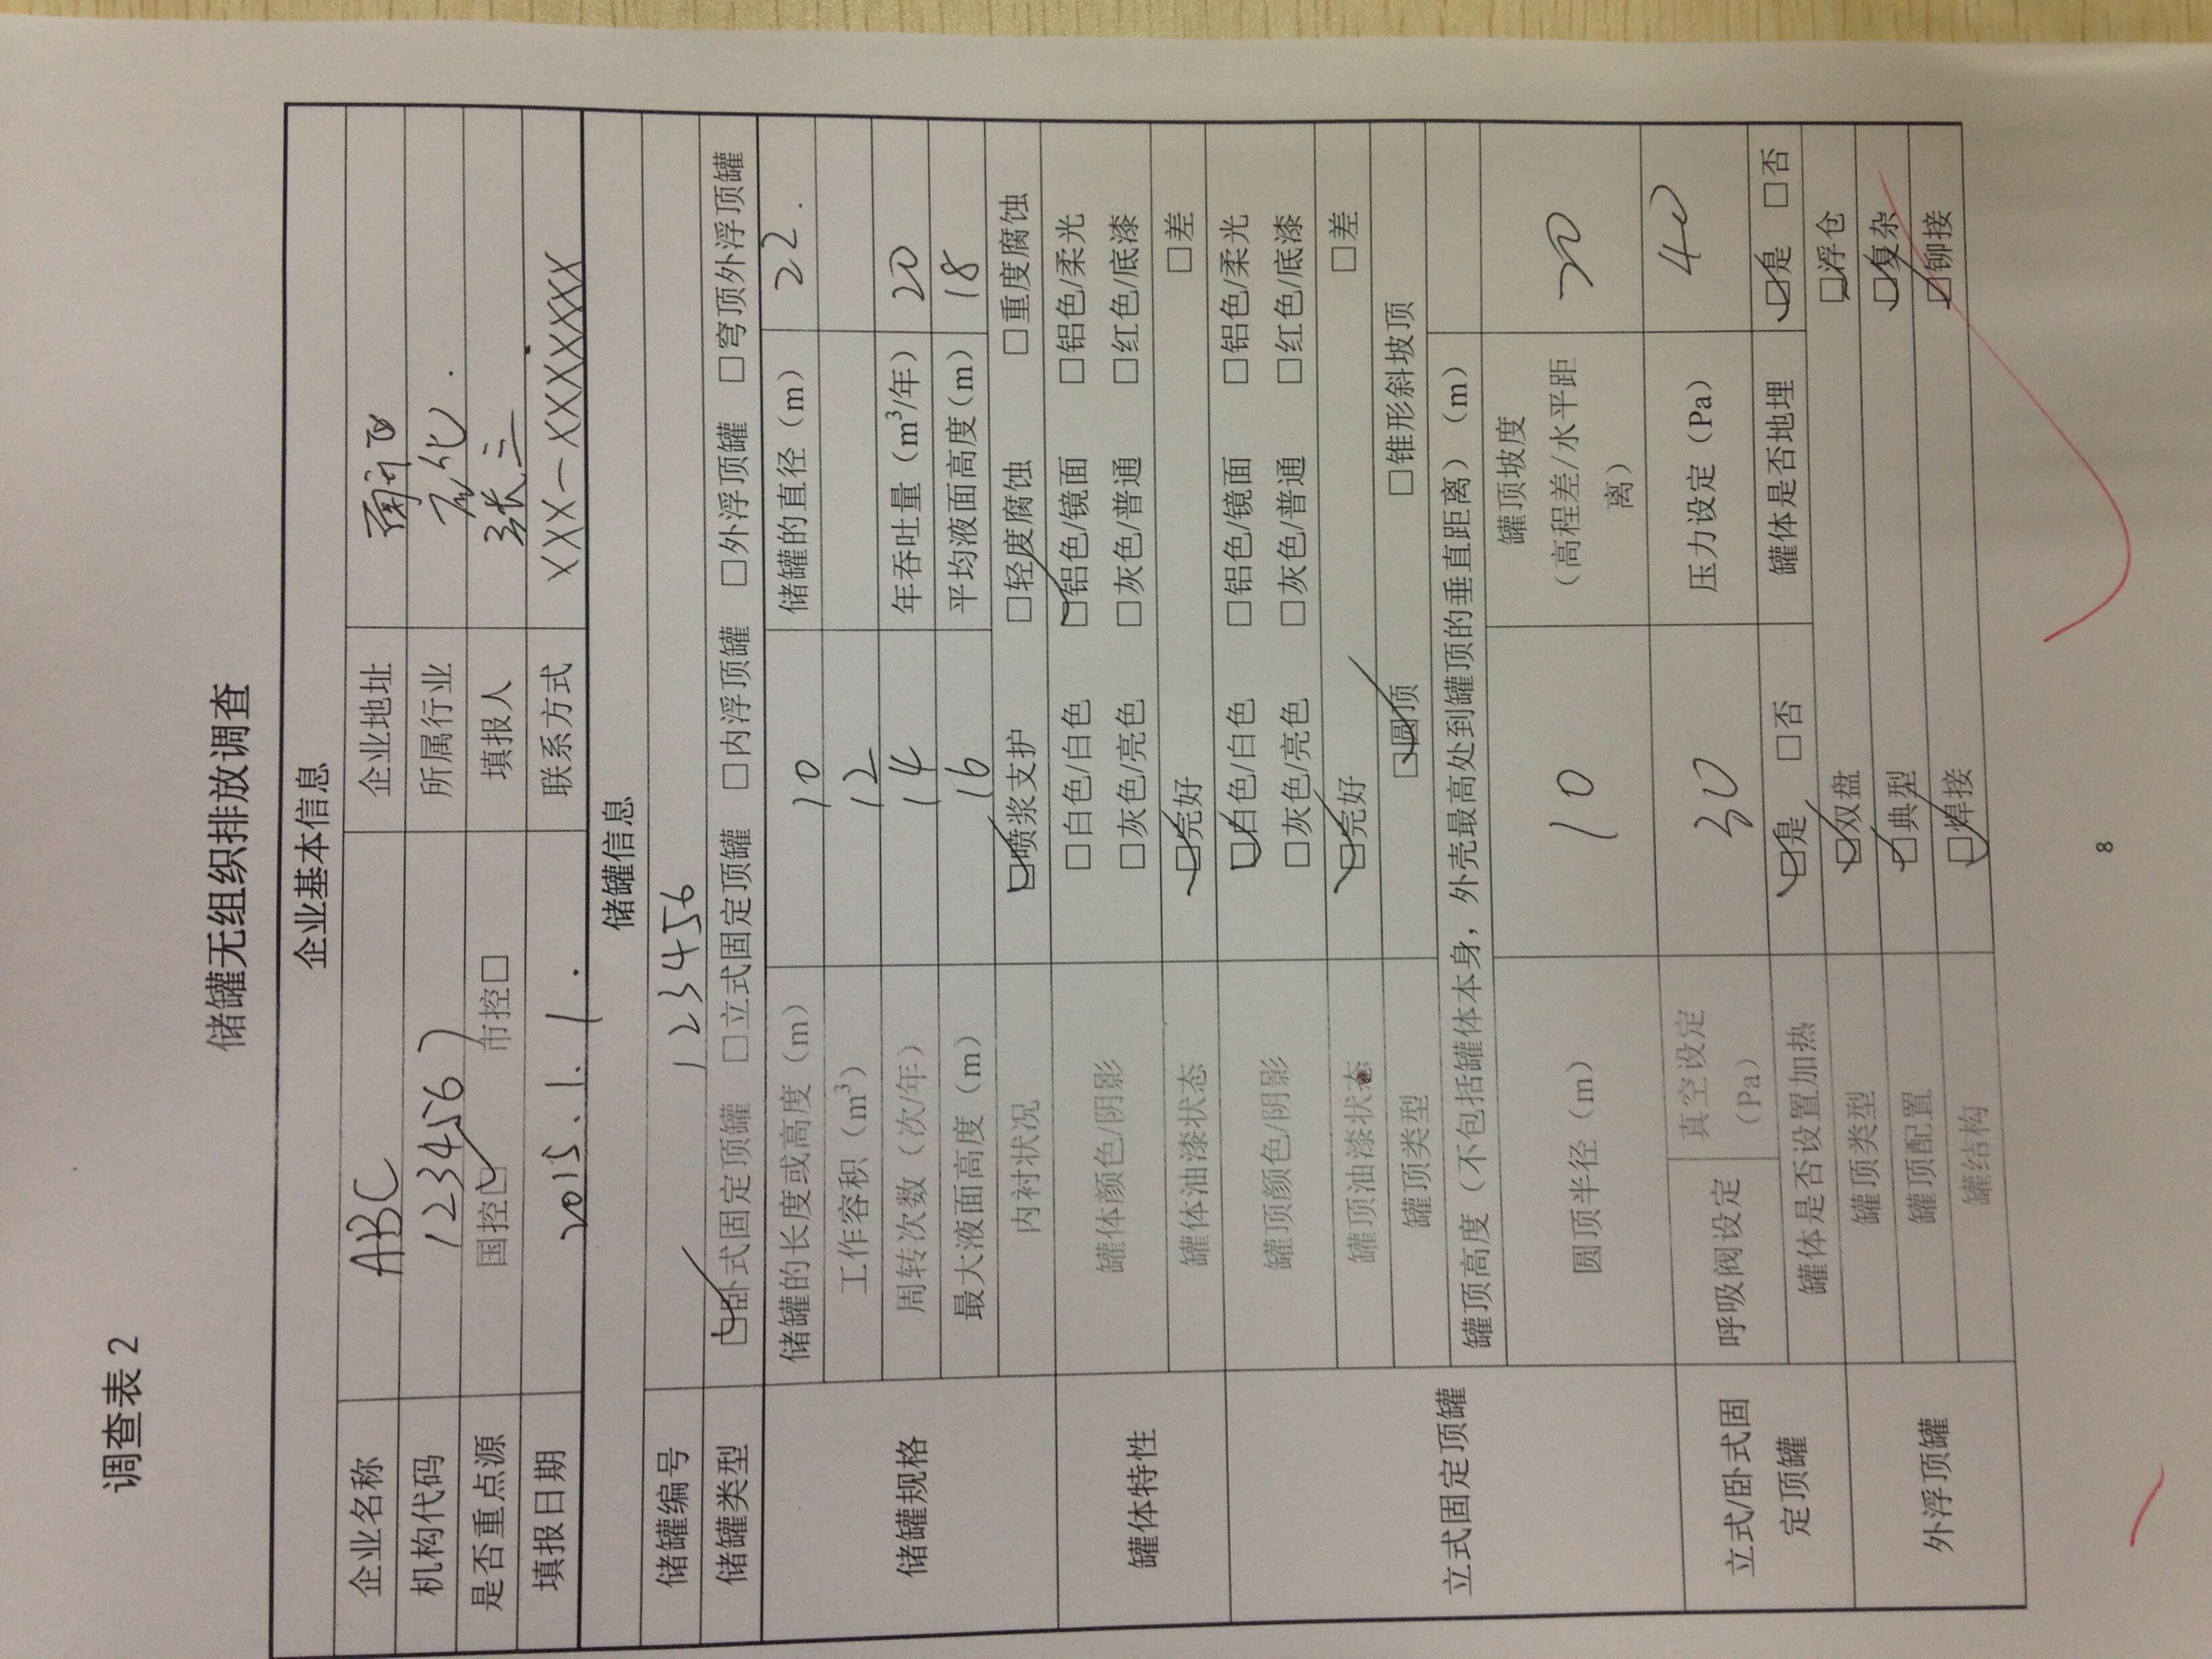 调查表 2
储罐无组织排放调查
企业基本信息
企业名称 ABC 企业地址
机构代码 1234567 所属行业 石化.
是否重点源 国控☑ 市控□ 填报人 张三
填报日期 2015.1.1. 联系方式 XXX-XXXXXXXX
储罐信息
储罐编号 123456
储罐类型 ☑卧式固定顶罐 □立式固定顶罐 □内浮顶罐 □外浮顶罐 □穹顶外浮顶罐
储罐规格 储罐的长度或高度（m） 10 储罐的直径（m） 22.
工作容积（m³） 12
周转次数（次/年） 14 年吞吐量（m³/年） 20
最大液面高度（m） 16 平均液面高度（m） 18
内衬状况 ☑喷浆支护 □轻度腐蚀 □重度腐蚀
罐体特性 罐体颜色/阴影 □白色/白色 ☑铝色/镜面 □铝色/柔光
□灰色/亮色 □灰色/普通 □红色/底漆
罐体油漆状态 ☑完好 □差
立式固定顶罐 罐顶颜色/阴影 ☑白色/白色 □铝色/镜面 □铝色/柔光
□灰色/亮色 □灰色/普通 □红色/底漆
罐顶油漆状态 ☑完好 □差
罐顶类型 ☑圆顶 □锥形斜坡顶
罐顶高度（不包括罐体本身，外壳最高处到罐顶的垂直距离）（m）
圆顶半径（m） 10 罐顶坡度
（高程差/水平距
离） 20
立式/卧式固
定顶罐 呼吸阀设定 真空设定
（Pa） 30 压力设定（Pa） 40
罐体是否设置加热 ☑是 □否 罐体是否地埋 ☑是 □否
外浮顶罐 罐顶类型 ☑双盘 ☑浮仓
罐顶配置 ☑典型 ☑复杂
罐结构 ☑焊接 ☑铆接
8